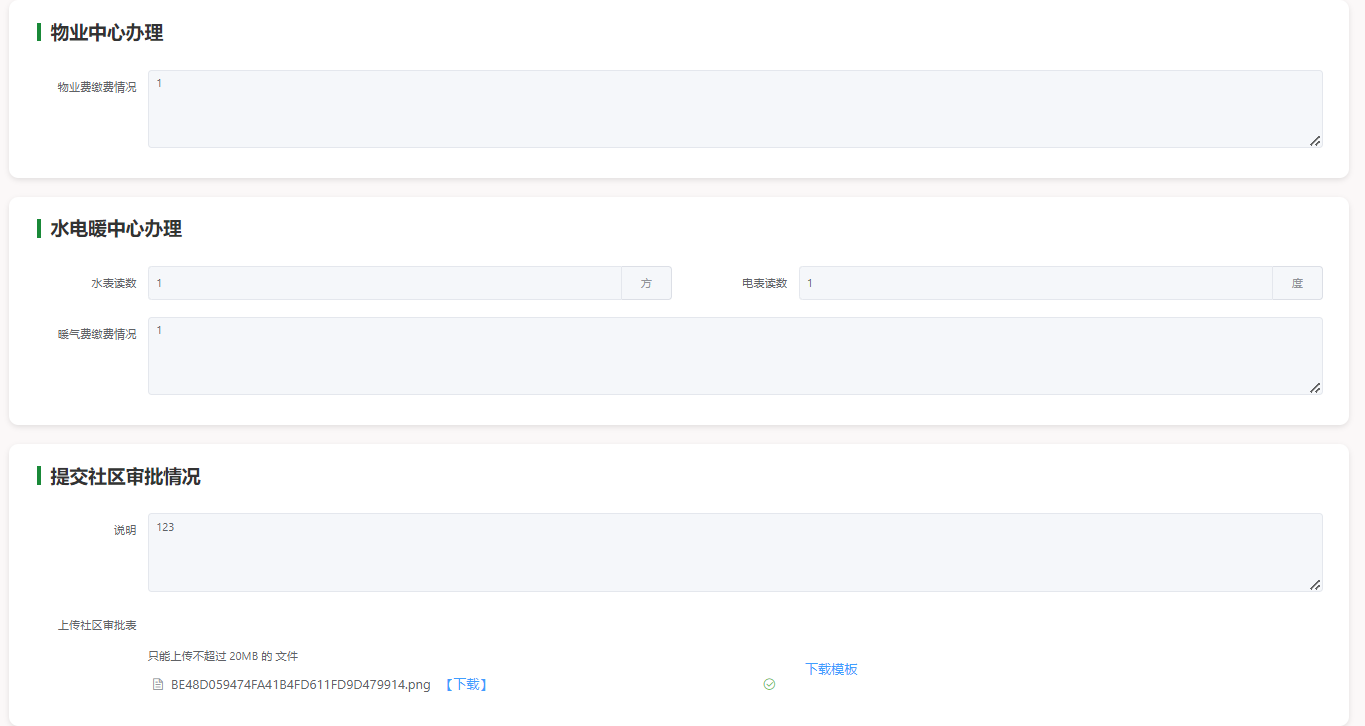 物业中心办理
物业费缴费情况 1
水电暖中心办理
水表读数 1 方 电表读数 1 度
暖气费缴费情况 1
提交社区审批情况
说明 123
上传社区审批表
只能上传不超过 20MB 的 文件
下载模板
BE48D059474FA41B4FD611FD9D479914.png 【下载】